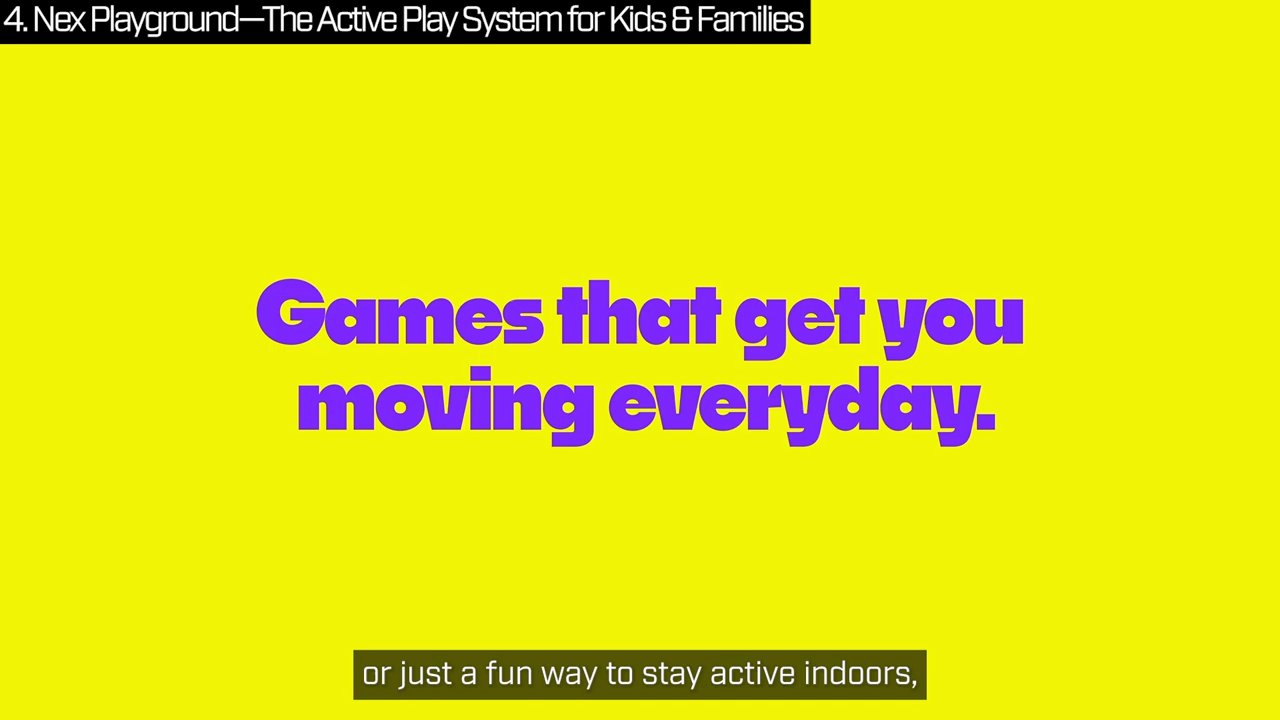 4. Nex Playground—The Active Play System for Kids & Families
Games that get you
moving everyday.
or just a fun way to stay active indoors,